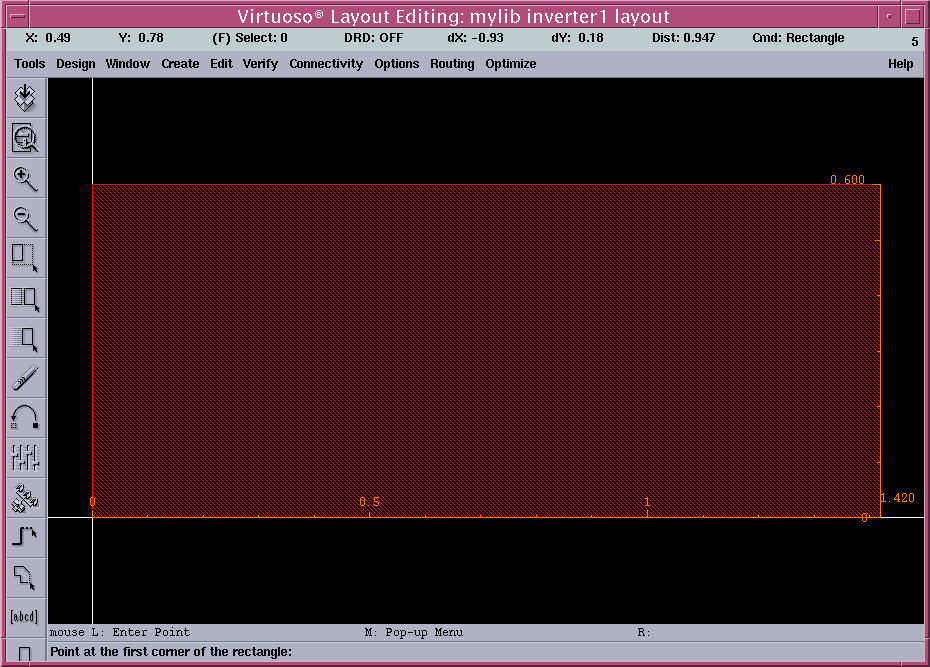 Virtuoso® Layout Editing: mylib inverter1 layout
X: 0.49 Y: 0.78 (F) Select: 0 DRD: OFF dX: -0.93 dY: 0.18 Dist: 0.947 Cmd: Rectangle 5
Tools Design Window Create Edit Verify Connectivity Options Routing Optimize Help
0.600
0 0.5 1 1.420
0
[abcd]
mouse L: Enter Point M: Pop-up Menu R:
Point at the first corner of the rectangle: